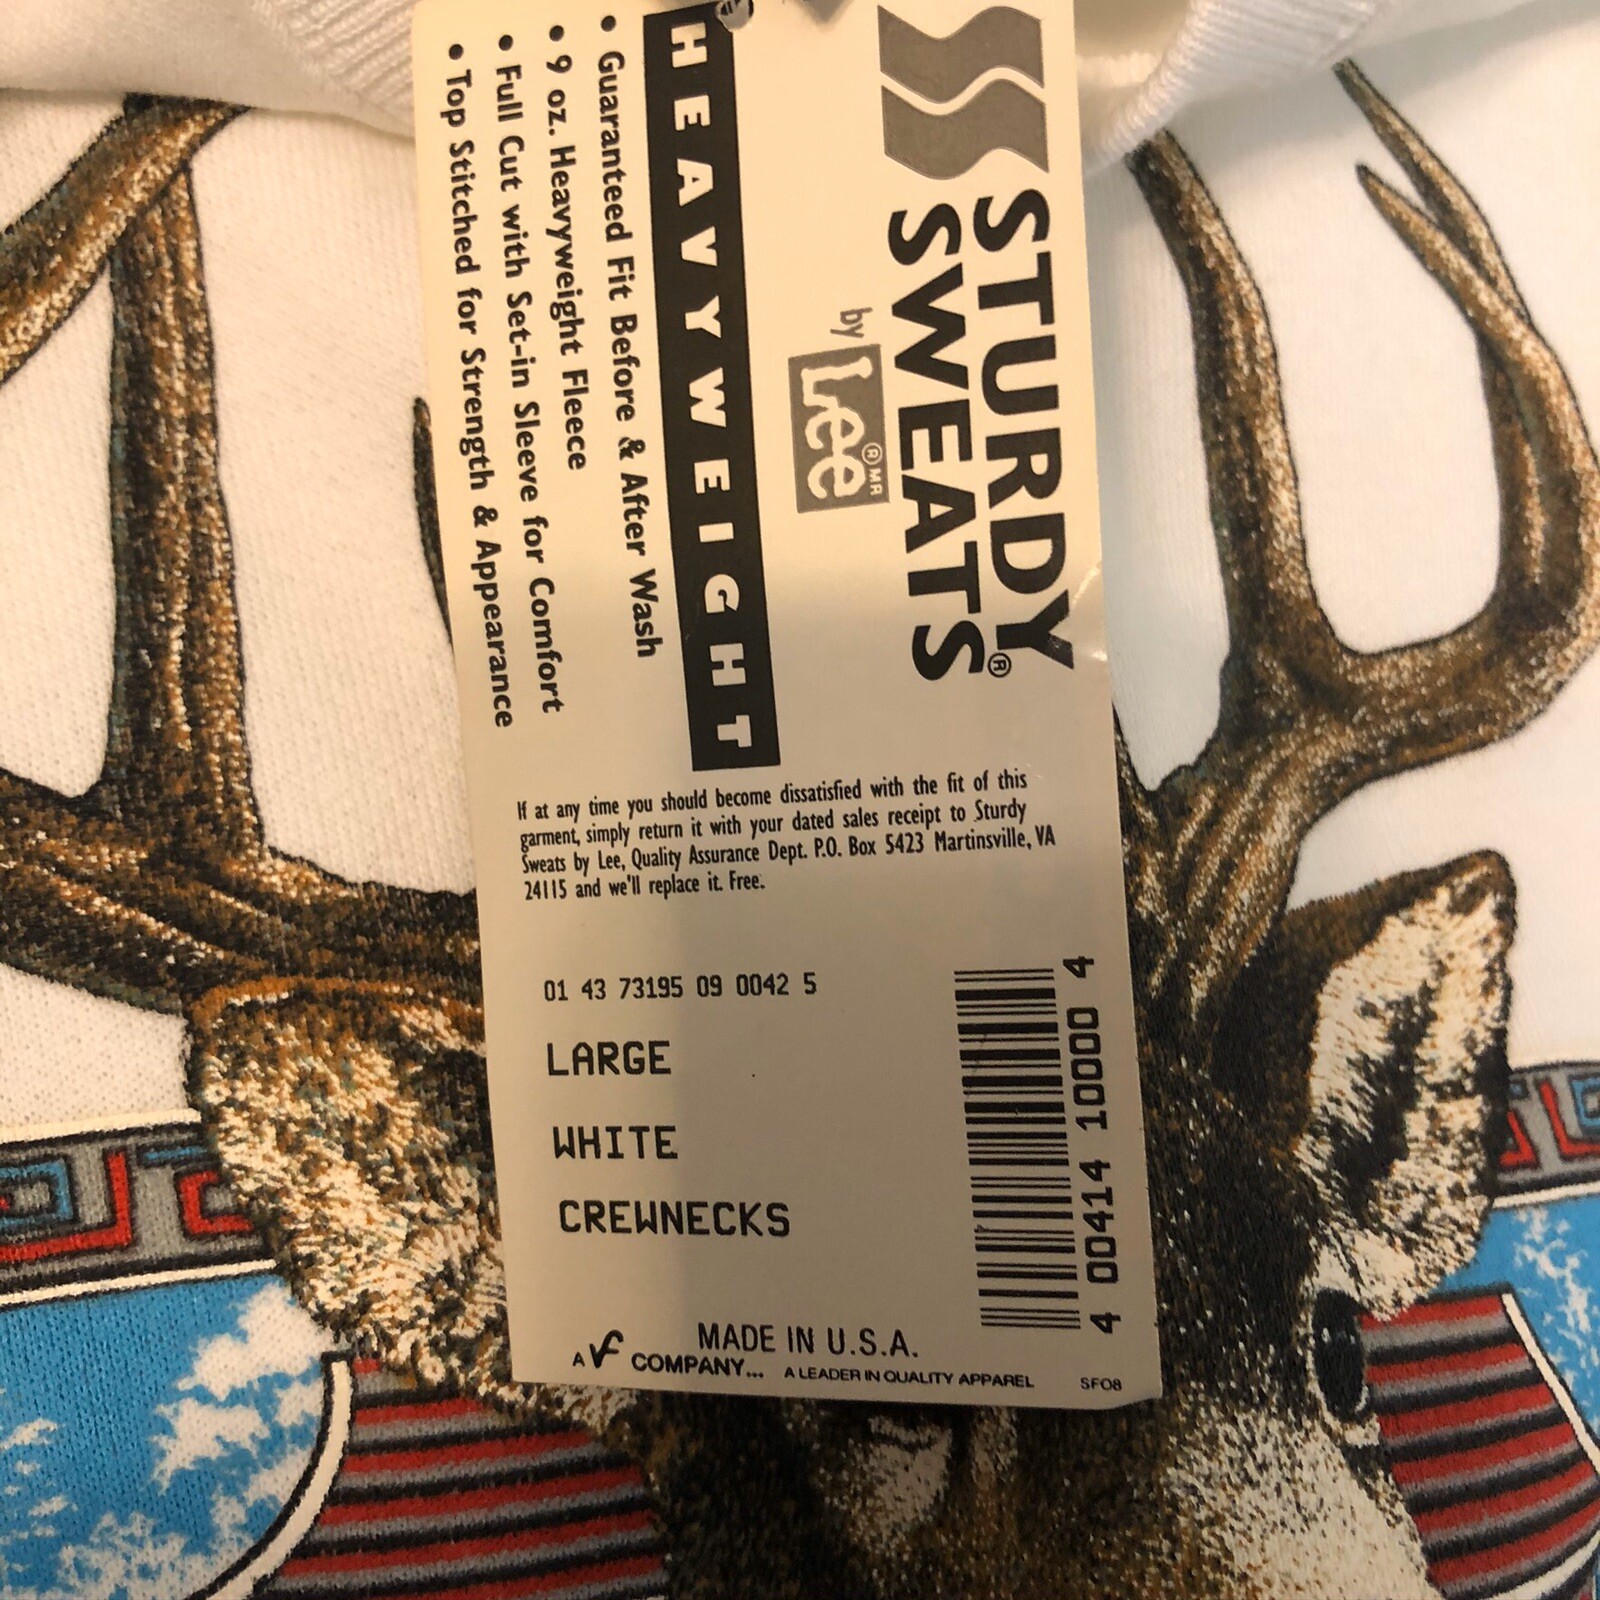 STURDY
SWEATS®
by Lee® MR
HEAVYWEIGHT
• Guaranteed Fit Before & After Wash
• 9 oz. Heavyweight Fleece
• Full Cut with Set-in Sleeve for Comfort
• Top Stitched for Strength & Appearance
If at any time you should become dissatisfied with the fit of this
garment, simply return it with your dated sales receipt to Sturdy
Sweats by Lee, Quality Assurance Dept. P.O. Box 5423 Martinsville, VA
24115 and we'll replace it. Free.
01 43 73195 09 0042 5
LARGE
WHITE
CREWNECKS
4 00414 10000 4
MADE IN U.S.A.
A VF COMPANY... A LEADER IN QUALITY APPAREL SFO8